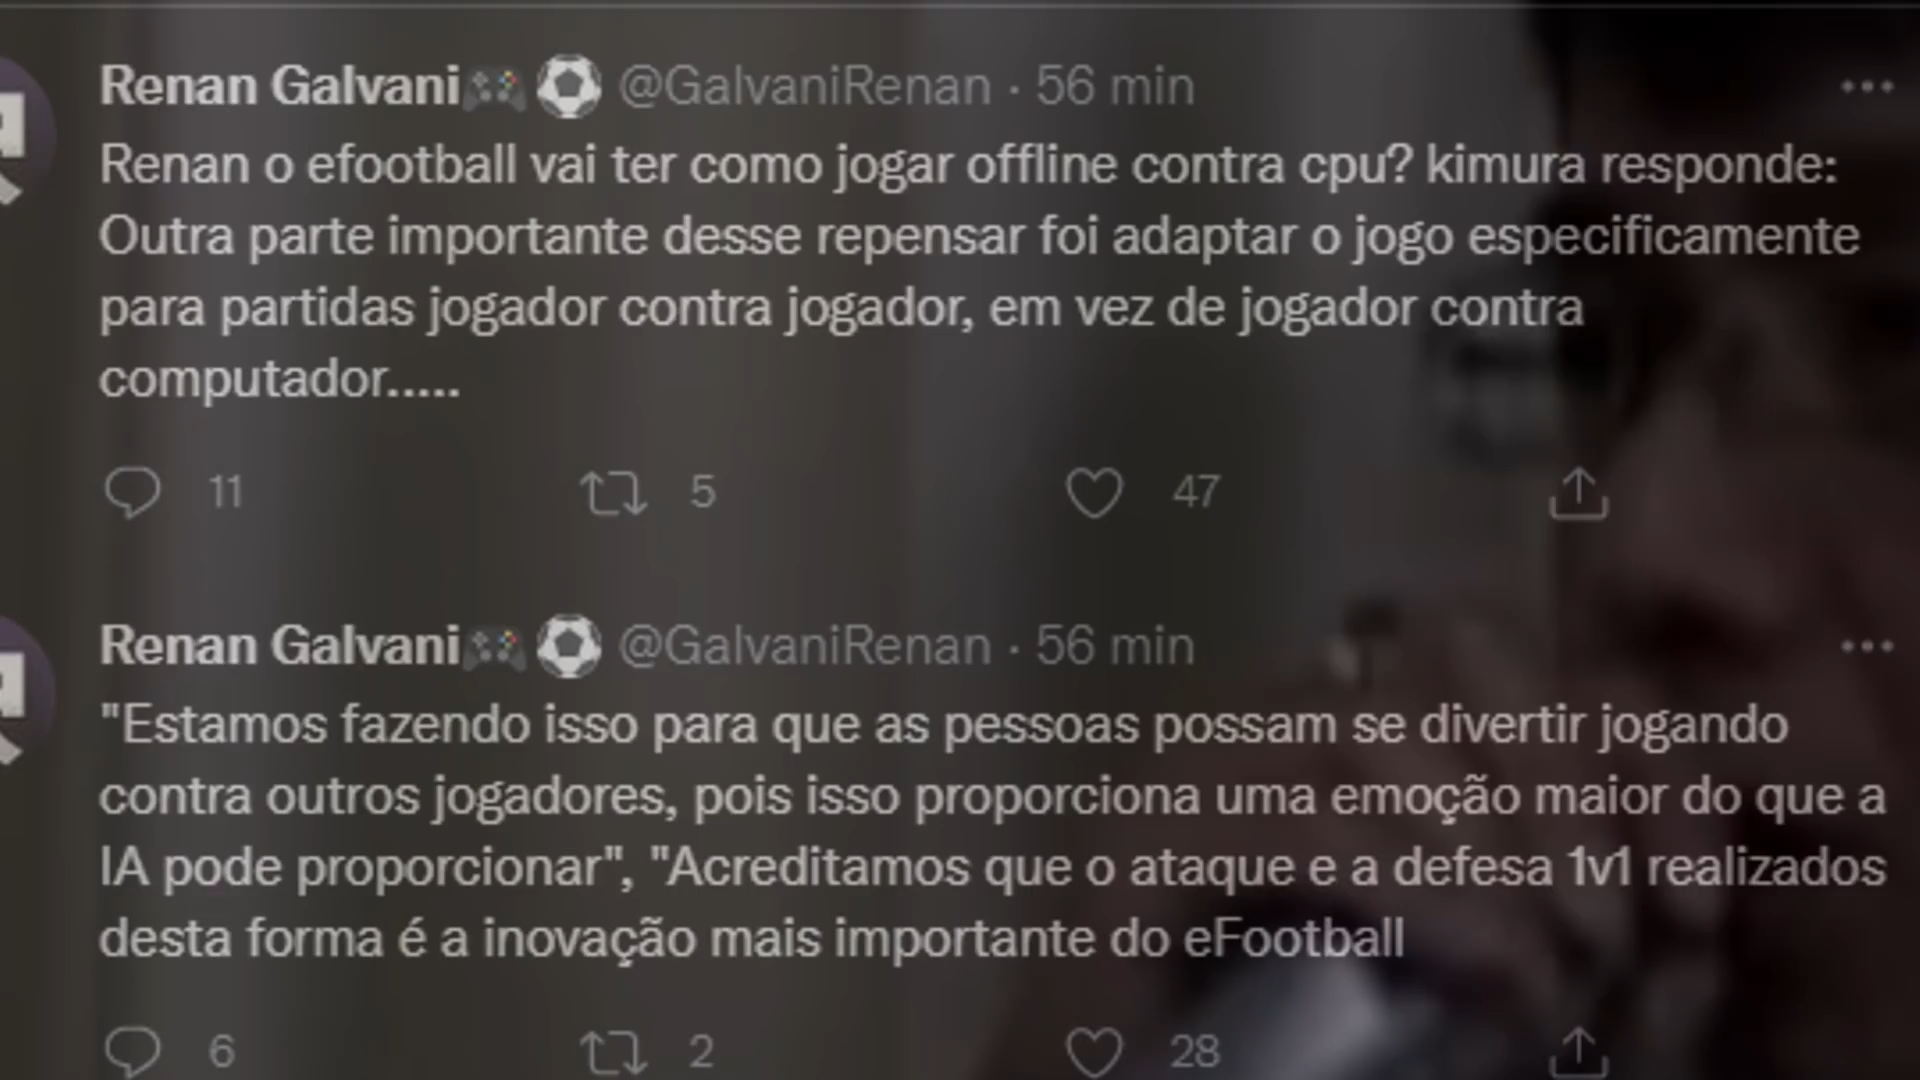 Renan Galvani🎮⚽ @GalvaniRenan · 56 min
Renan o efootball vai ter como jogar offline contra cpu? kimura responde:
Outra parte importante desse repensar foi adaptar o jogo especificamente
para partidas jogador contra jogador, em vez de jogador contra
computador.....
11 5 47
Renan Galvani🎮⚽ @GalvaniRenan · 56 min
"Estamos fazendo isso para que as pessoas possam se divertir jogando
contra outros jogadores, pois isso proporciona uma emoção maior do que a
IA pode proporcionar", "Acreditamos que o ataque e a defesa 1v1 realizados
desta forma é a inovação mais importante do eFootball
6 2 28